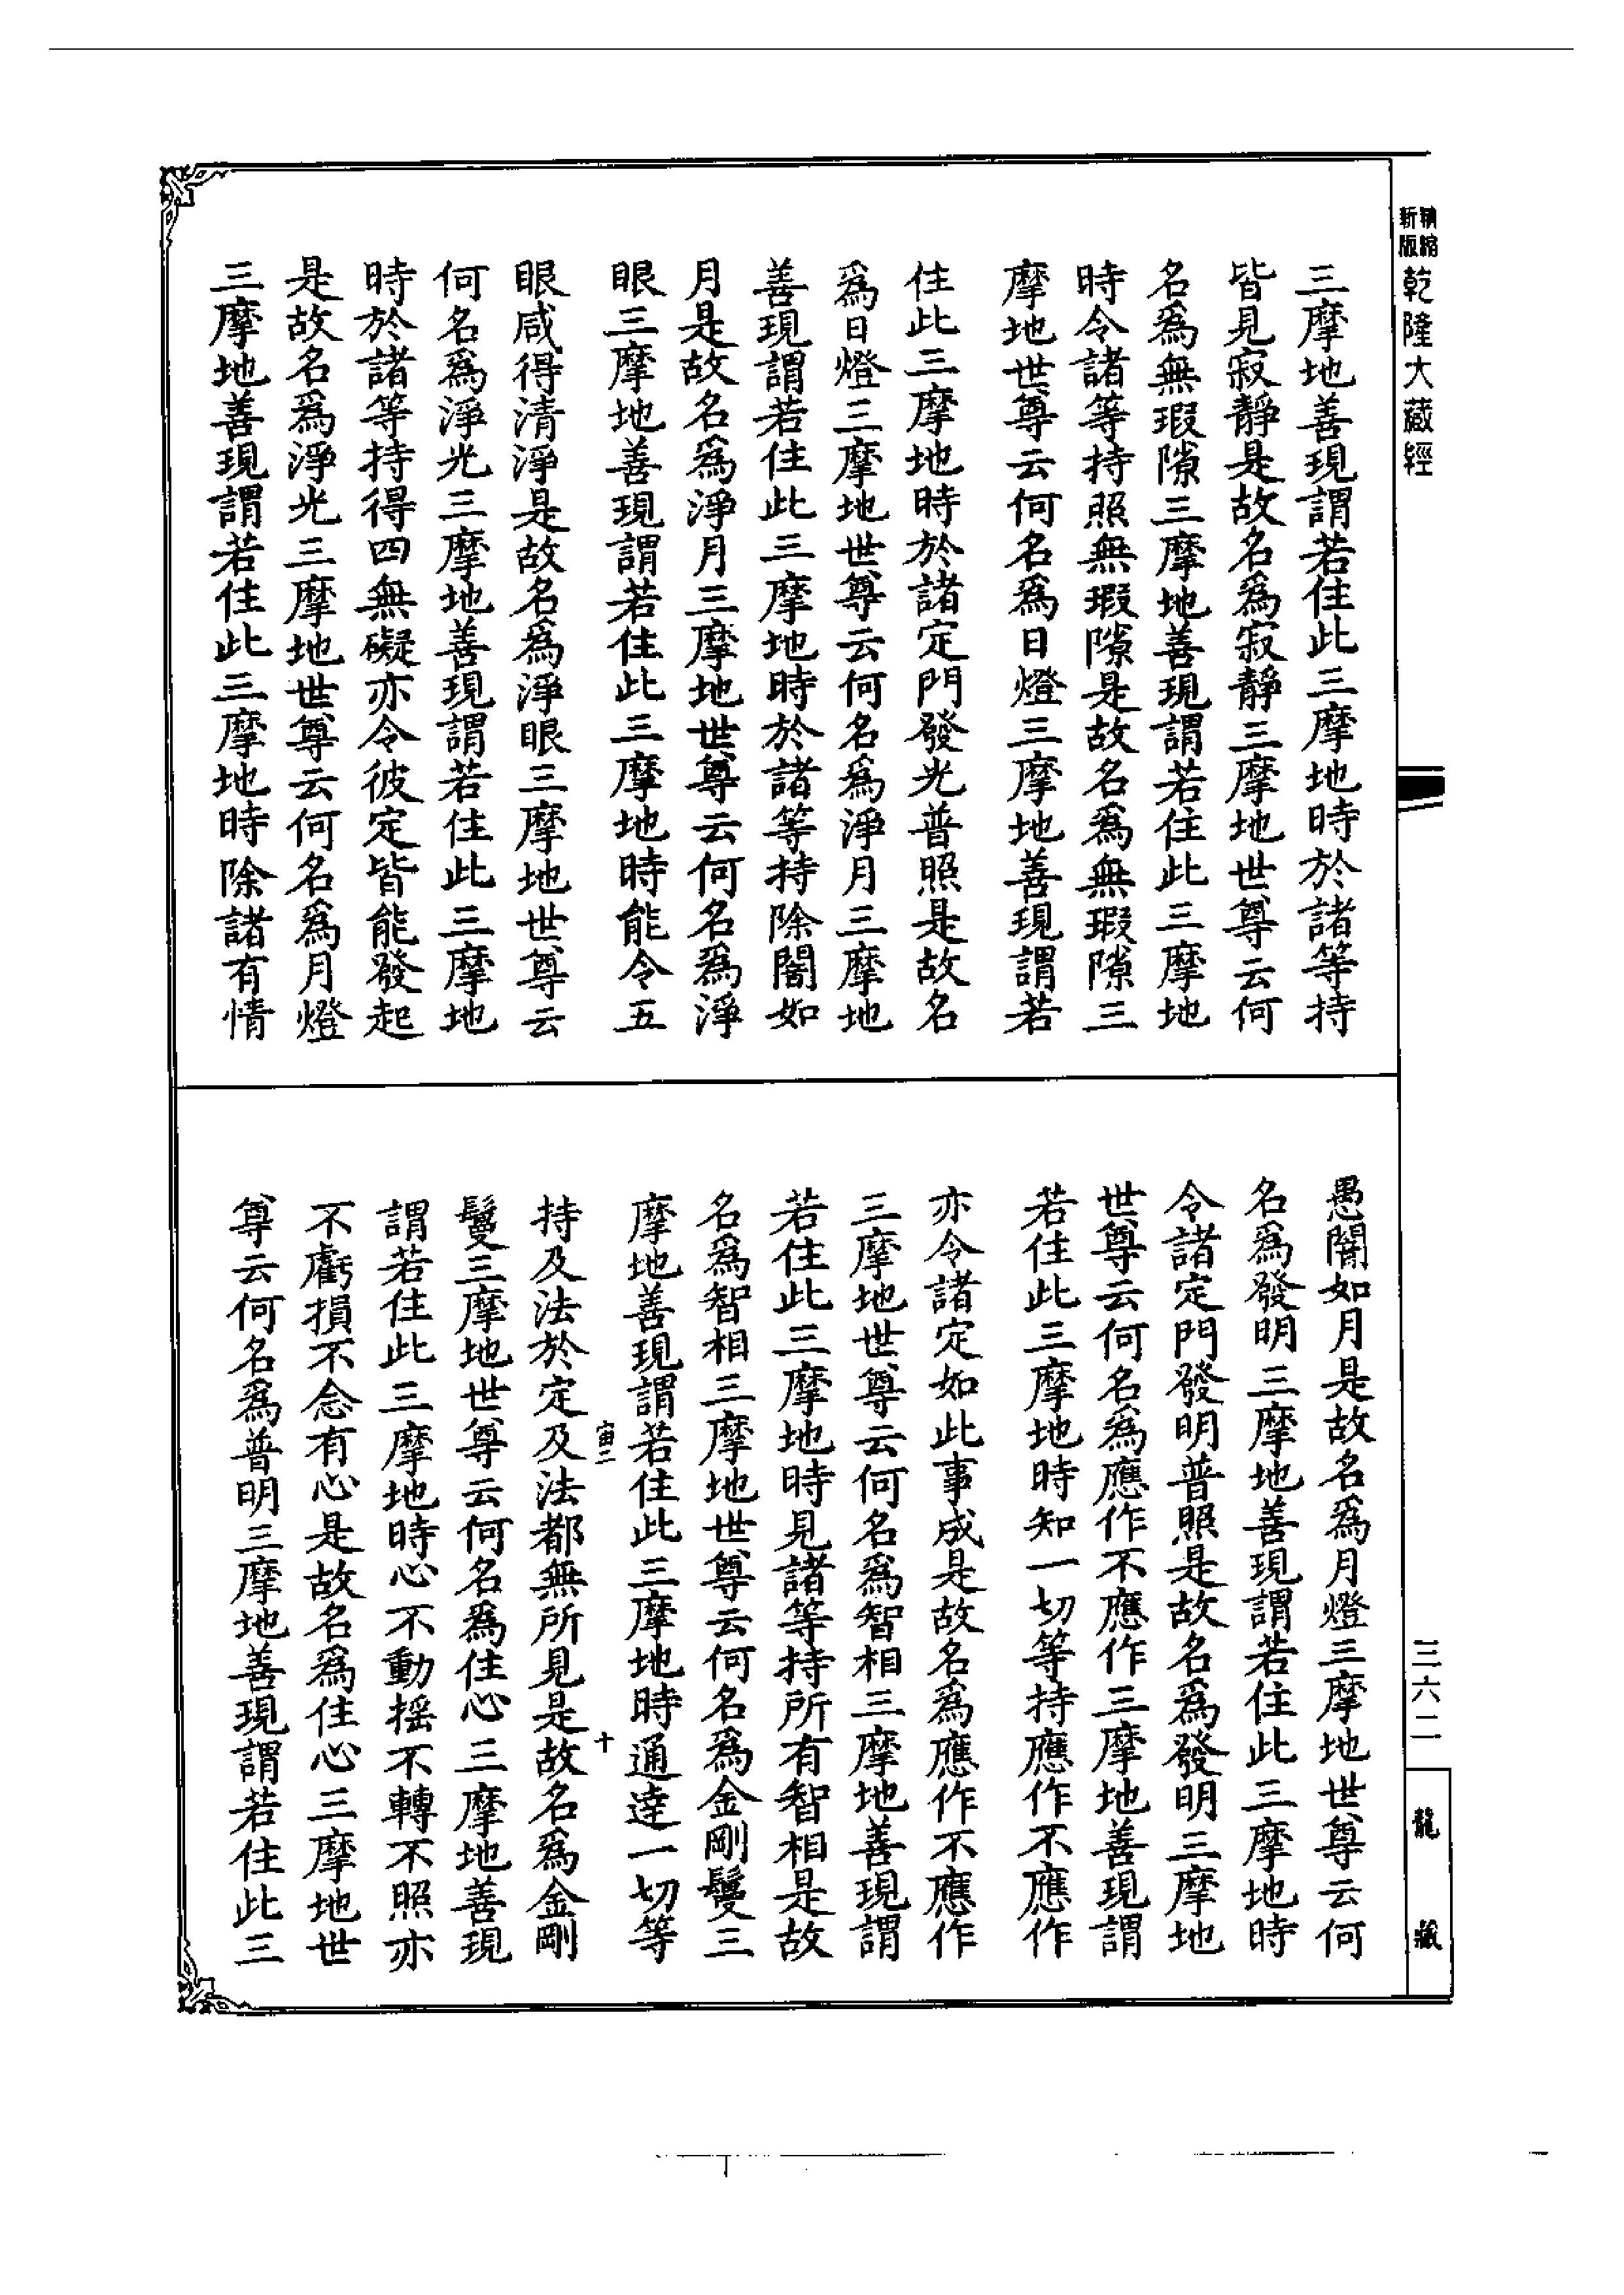 新版 精縮 乾隆大藏經
三摩地善現謂若住此三摩地時於諸等持
皆見寂靜是故名爲寂靜三摩地世尊云何
名爲無瑕隙三摩地善現謂若住此三摩地
時令諸等持照無瑕隙是故名爲無瑕隙三
摩地世尊云何名爲日燈三摩地善現謂若
住此三摩地時於諸定門發光普照是故名
爲日燈三摩地世尊云何名爲淨月三摩地
善現謂若住此三摩地時於諸等持除闇如
月是故名爲淨月三摩地世尊云何名爲淨
眼三摩地善現謂若住此三摩地時能令五
眼咸得清淨是故名爲淨眼三摩地世尊云
何名爲淨光三摩地善現謂若住此三摩地
時於諸等持得四無礙亦令彼定皆能發起
是故名爲淨光三摩地世尊云何名爲月燈
三摩地善現謂若住此三摩地時除諸有情
愚闇如月是故名爲月燈三摩地世尊云何
名爲發明三摩地善現謂若住此三摩地時
令諸定門發明普照是故名爲發明三摩地
世尊云何名爲應作不應作三摩地善現謂
若住此三摩地時知一切等持應作不應作
亦令諸定如此事成是故名爲應作不應作
三摩地世尊云何名爲智相三摩地善現謂
若住此三摩地時見諸等持所有智相是故
名爲智相三摩地世尊云何名爲金剛鬘三
摩地善現謂若住此三摩地時通達一切等
宙二 十
持及法於定及法都無所見是故名爲金剛
鬘三摩地世尊云何名爲住心三摩地善現
謂若住此三摩地時心不動搖不轉不照亦
不虧損不念有心是故名爲住心三摩地世
尊云何名爲普明三摩地善現謂若住此三
三六二
龍藏